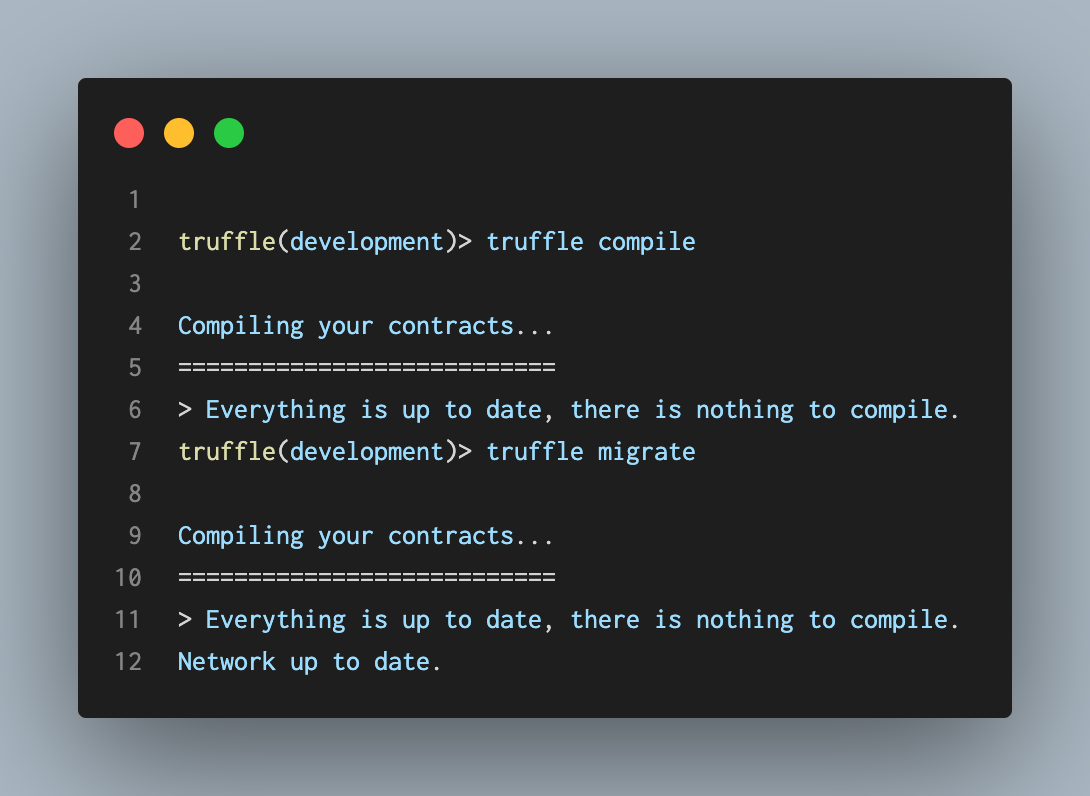 1
2 truffle(development)> truffle compile
3
4 Compiling your contracts...
5 ===========================
6 > Everything is up to date, there is nothing to compile.
7 truffle(development)> truffle migrate
8
9 Compiling your contracts...
10 ===========================
11 > Everything is up to date, there is nothing to compile.
12 Network up to date.